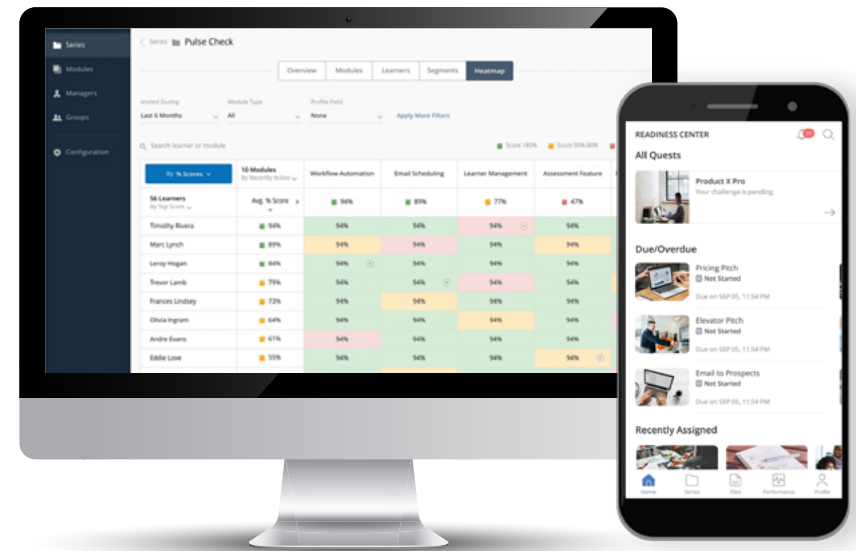 Series
Modules
Managers
Groups
Configuration
Series Pulse Check
Overview Modules Learners Segments Heatmap
Invited During Module Type Profile Field
Last 6 Months All None Apply More Filters
Search learner or module
Score >80% Score 50%-80%
By % Scores 10 Modules By Recently Active Workflow Automation Email Scheduling Learner Management Assessment Feature
56 Learners By Top Score Avg. % Score 94% 89% 77% 47%
Timothy Rivera 94% 94% 94% 94% 94%
Marc Lynch 89% 94% 94% 94% 94%
Leroy Hogan 84% 94% 94% 94% 94%
Trevor Lamb 79% 94% 94% 94% 94%
Frances Lindsey 73% 94% 94% 94% 94%
Olivia Ingram 64% 94% 94% 94% 94%
Andre Evans 61% 94% 94% 94% 94%
Eddie Love 55% 94% 94% 94% 94%
READINESS CENTER
All Quests
Product X Pro
Your challenge is pending.
Due/Overdue
Pricing Pitch
Not Started
Due on SEP 05, 11:54 PM
Elevator Pitch
Not Started
Due on SEP 05, 11:54 PM
Email to Prospects
Not Started
Due on SEP 05, 11:54 PM
Recently Assigned
Home Series Files Performance Profile